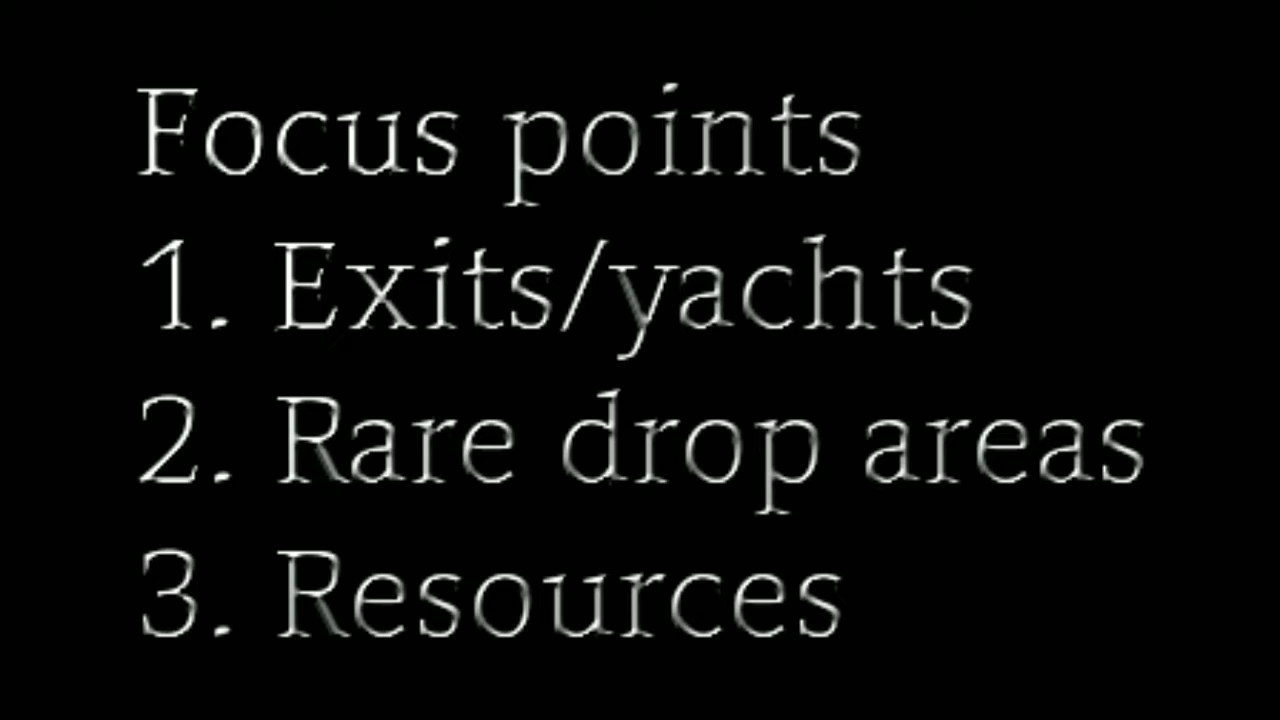 Focus points
1. Exits/yachts
2. Rare drop areas
3. Resources